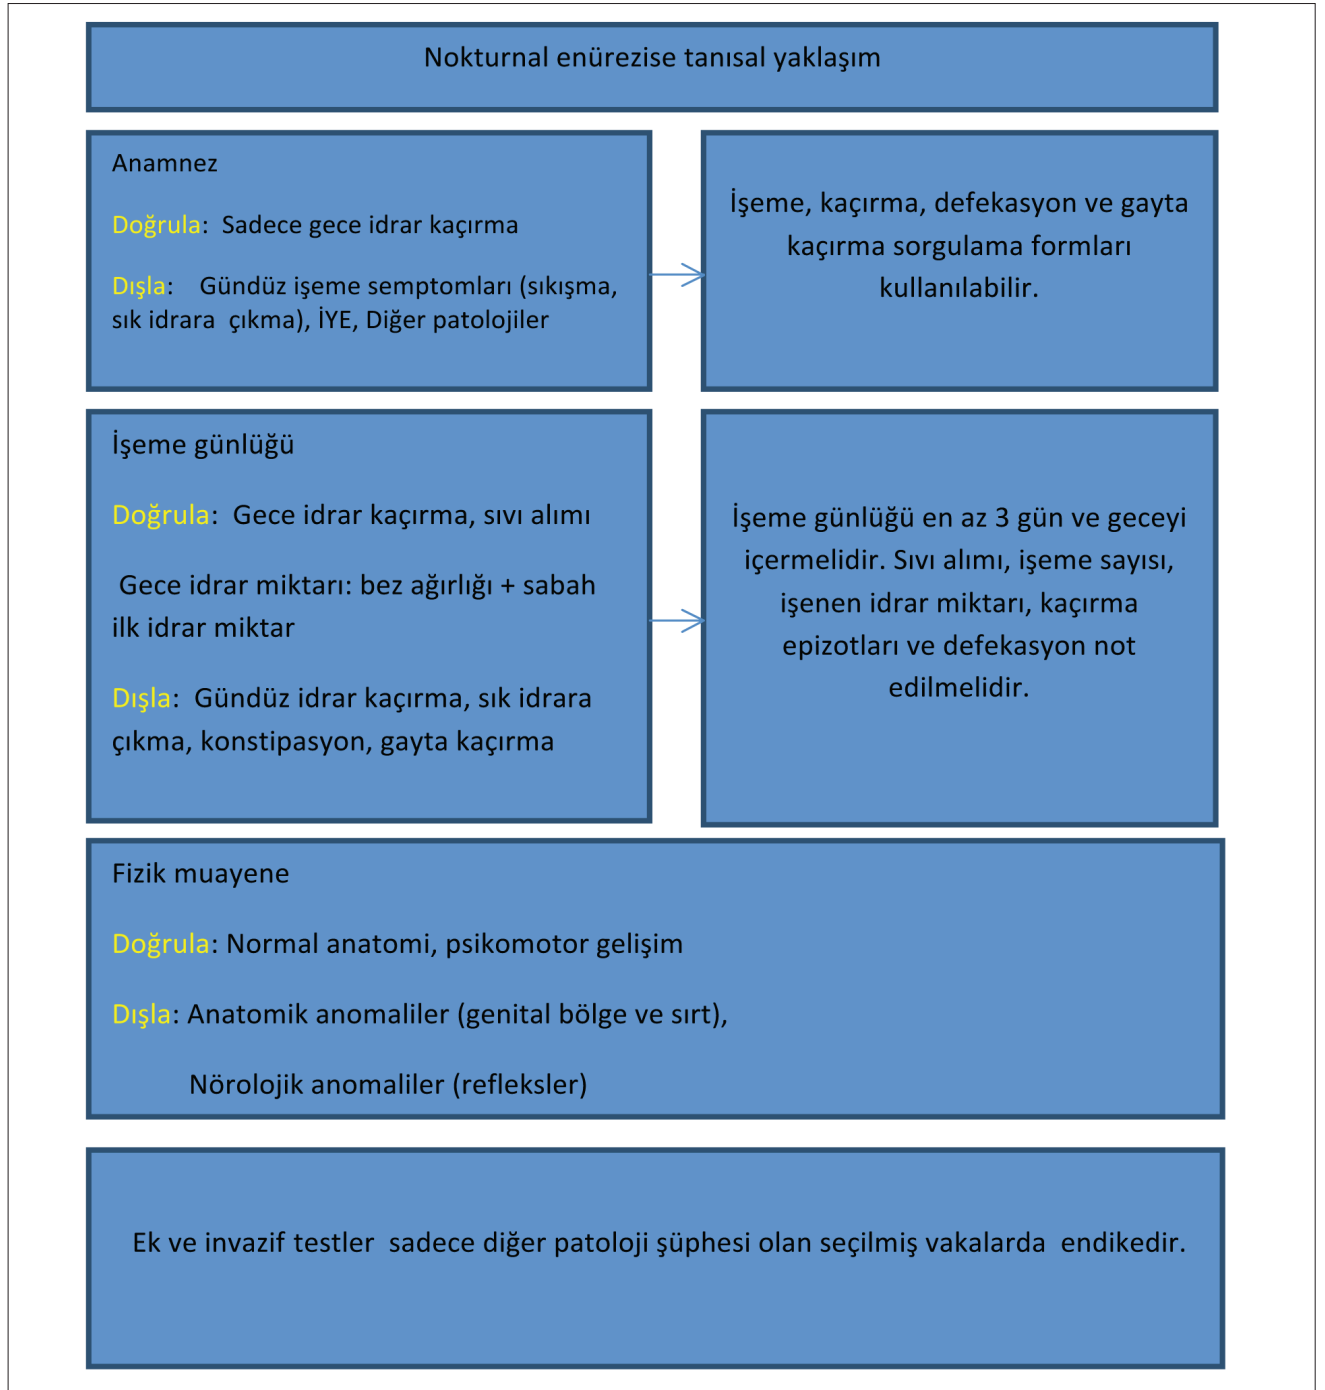 Nokturnal enürezise tanısal yaklaşım
Anamnez
Doğrula: Sadece gece idrar kaçırma
Dışla: Gündüz işeme semptomları (sıkışma,
sık idrara çıkma), İYE, Diğer patolojiler
İşeme, kaçırma, defekasyon ve gayta
kaçırma sorgulama formları
kullanılabilir.
İşeme günlüğü
Doğrula: Gece idrar kaçırma, sıvı alımı
Gece idrar miktarı: bez ağırlığı + sabah
ilk idrar miktar
Dışla: Gündüz idrar kaçırma, sık idrara
çıkma, konstipasyon, gayta kaçırma
İşeme günlüğü en az 3 gün ve geceyi
içermelidir. Sıvı alımı, işeme sayısı,
işenen idrar miktarı, kaçırma
epizotları ve defekasyon not
edilmelidir.
Fizik muayene
Doğrula: Normal anatomi, psikomotor gelişim
Dışla: Anatomik anomaliler (genital bölge ve sırt),
Nörolojik anomaliler (refleksler)
Ek ve invazif testler sadece diğer patoloji şüphesi olan seçilmiş vakalarda endikedir.